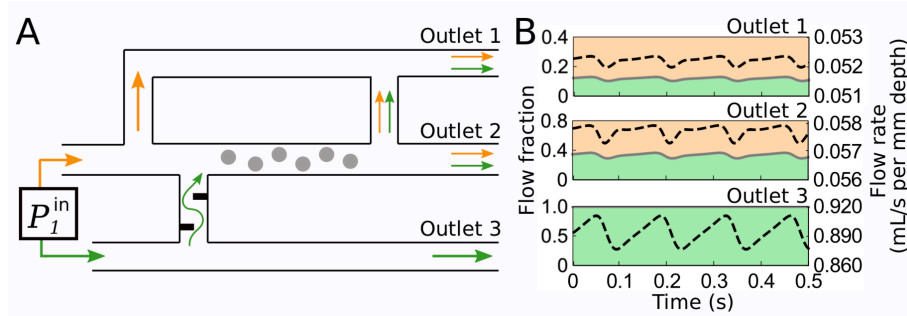 A
Outlet 1
Outlet 2
Outlet 3
P₁ⁱⁿ
B
Outlet 1
0.4
0.2
0
0.053
0.052
0.051
Outlet 2
0.8
0.4
0
0.058
0.057
0.056
Outlet 3
1.0
0.5
0
0.920
0.890
0.860
0 0.1 0.2 0.3 0.4 0.5
Time (s)
Flow fraction
Flow rate
(mL/s per mm depth)